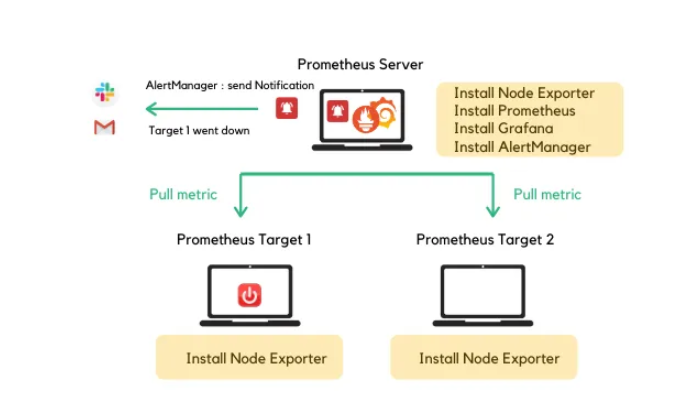 Prometheus Server
AlertManager : send Notification
Target 1 went down
Install Node Exporter
Install Prometheus
Install Grafana
Install AlertManager
Pull metric
Pull metric
Prometheus Target 1
Prometheus Target 2
Install Node Exporter
Install Node Exporter